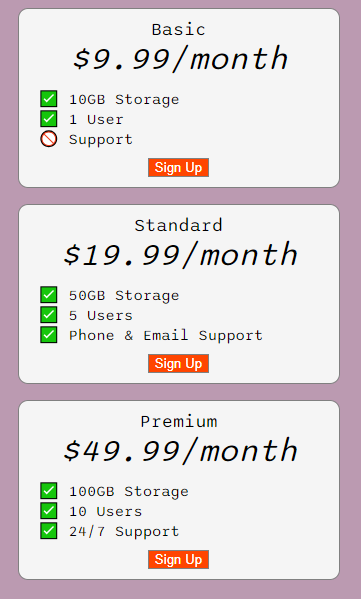 Basic
$9.99/month
✅ 10GB Storage
✅ 1 User
🚫 Support
Sign Up
Standard
$19.99/month
✅ 50GB Storage
✅ 5 Users
✅ Phone & Email Support
Sign Up
Premium
$49.99/month
✅ 100GB Storage
✅ 10 Users
✅ 24/7 Support
Sign Up